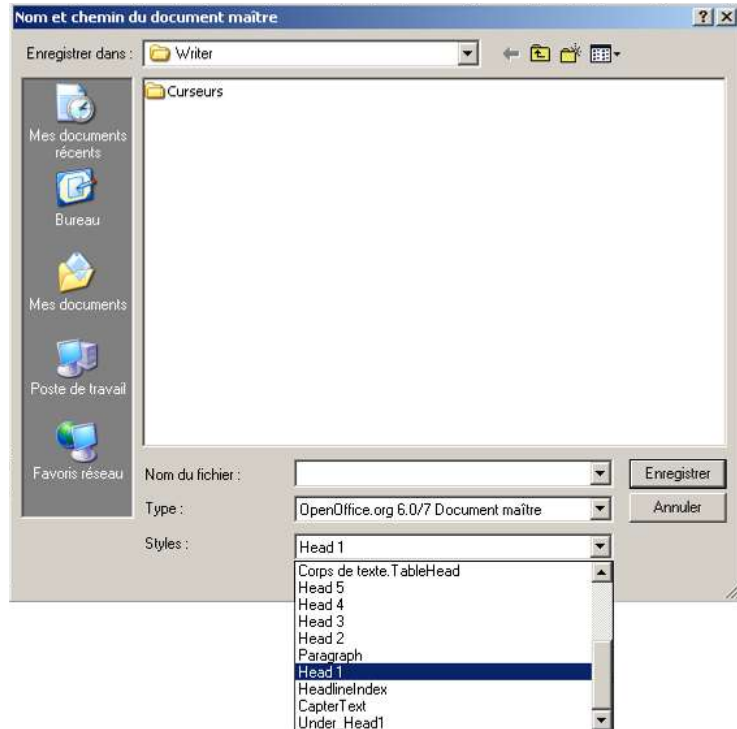 Nom et chemin du document maître
Enregistrer dans :
Writer
Curseurs
Mes documents
récents
Bureau
Mes documents
Poste de travail
Favoris réseau
Nom du fichier :
Enregistrer
Type :
OpenOffice.org 6.0/7 Document maître
Annuler
Styles :
Head 1
Corps de texte.TableHead
Head 5
Head 4
Head 3
Head 2
Paragraph
Head 1
HeadlineIndex
CapterText
Under_Head1